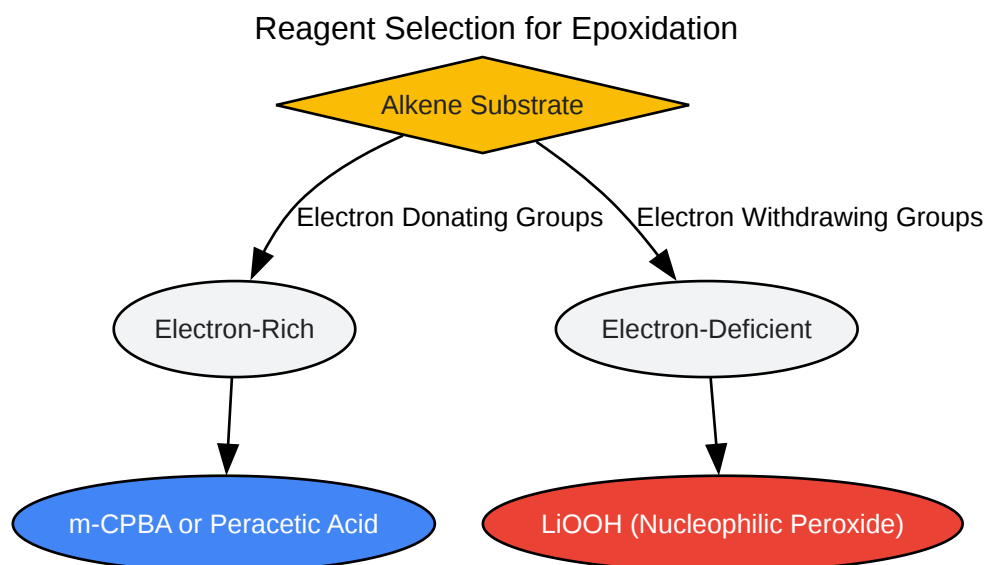 Reagent Selection for Epoxidation
Alkene Substrate
Electron Donating Groups
Electron Withdrawing Groups
Electron-Rich
Electron-Deficient
m-CPBA or Peracetic Acid
LiOOH (Nucleophilic Peroxide)